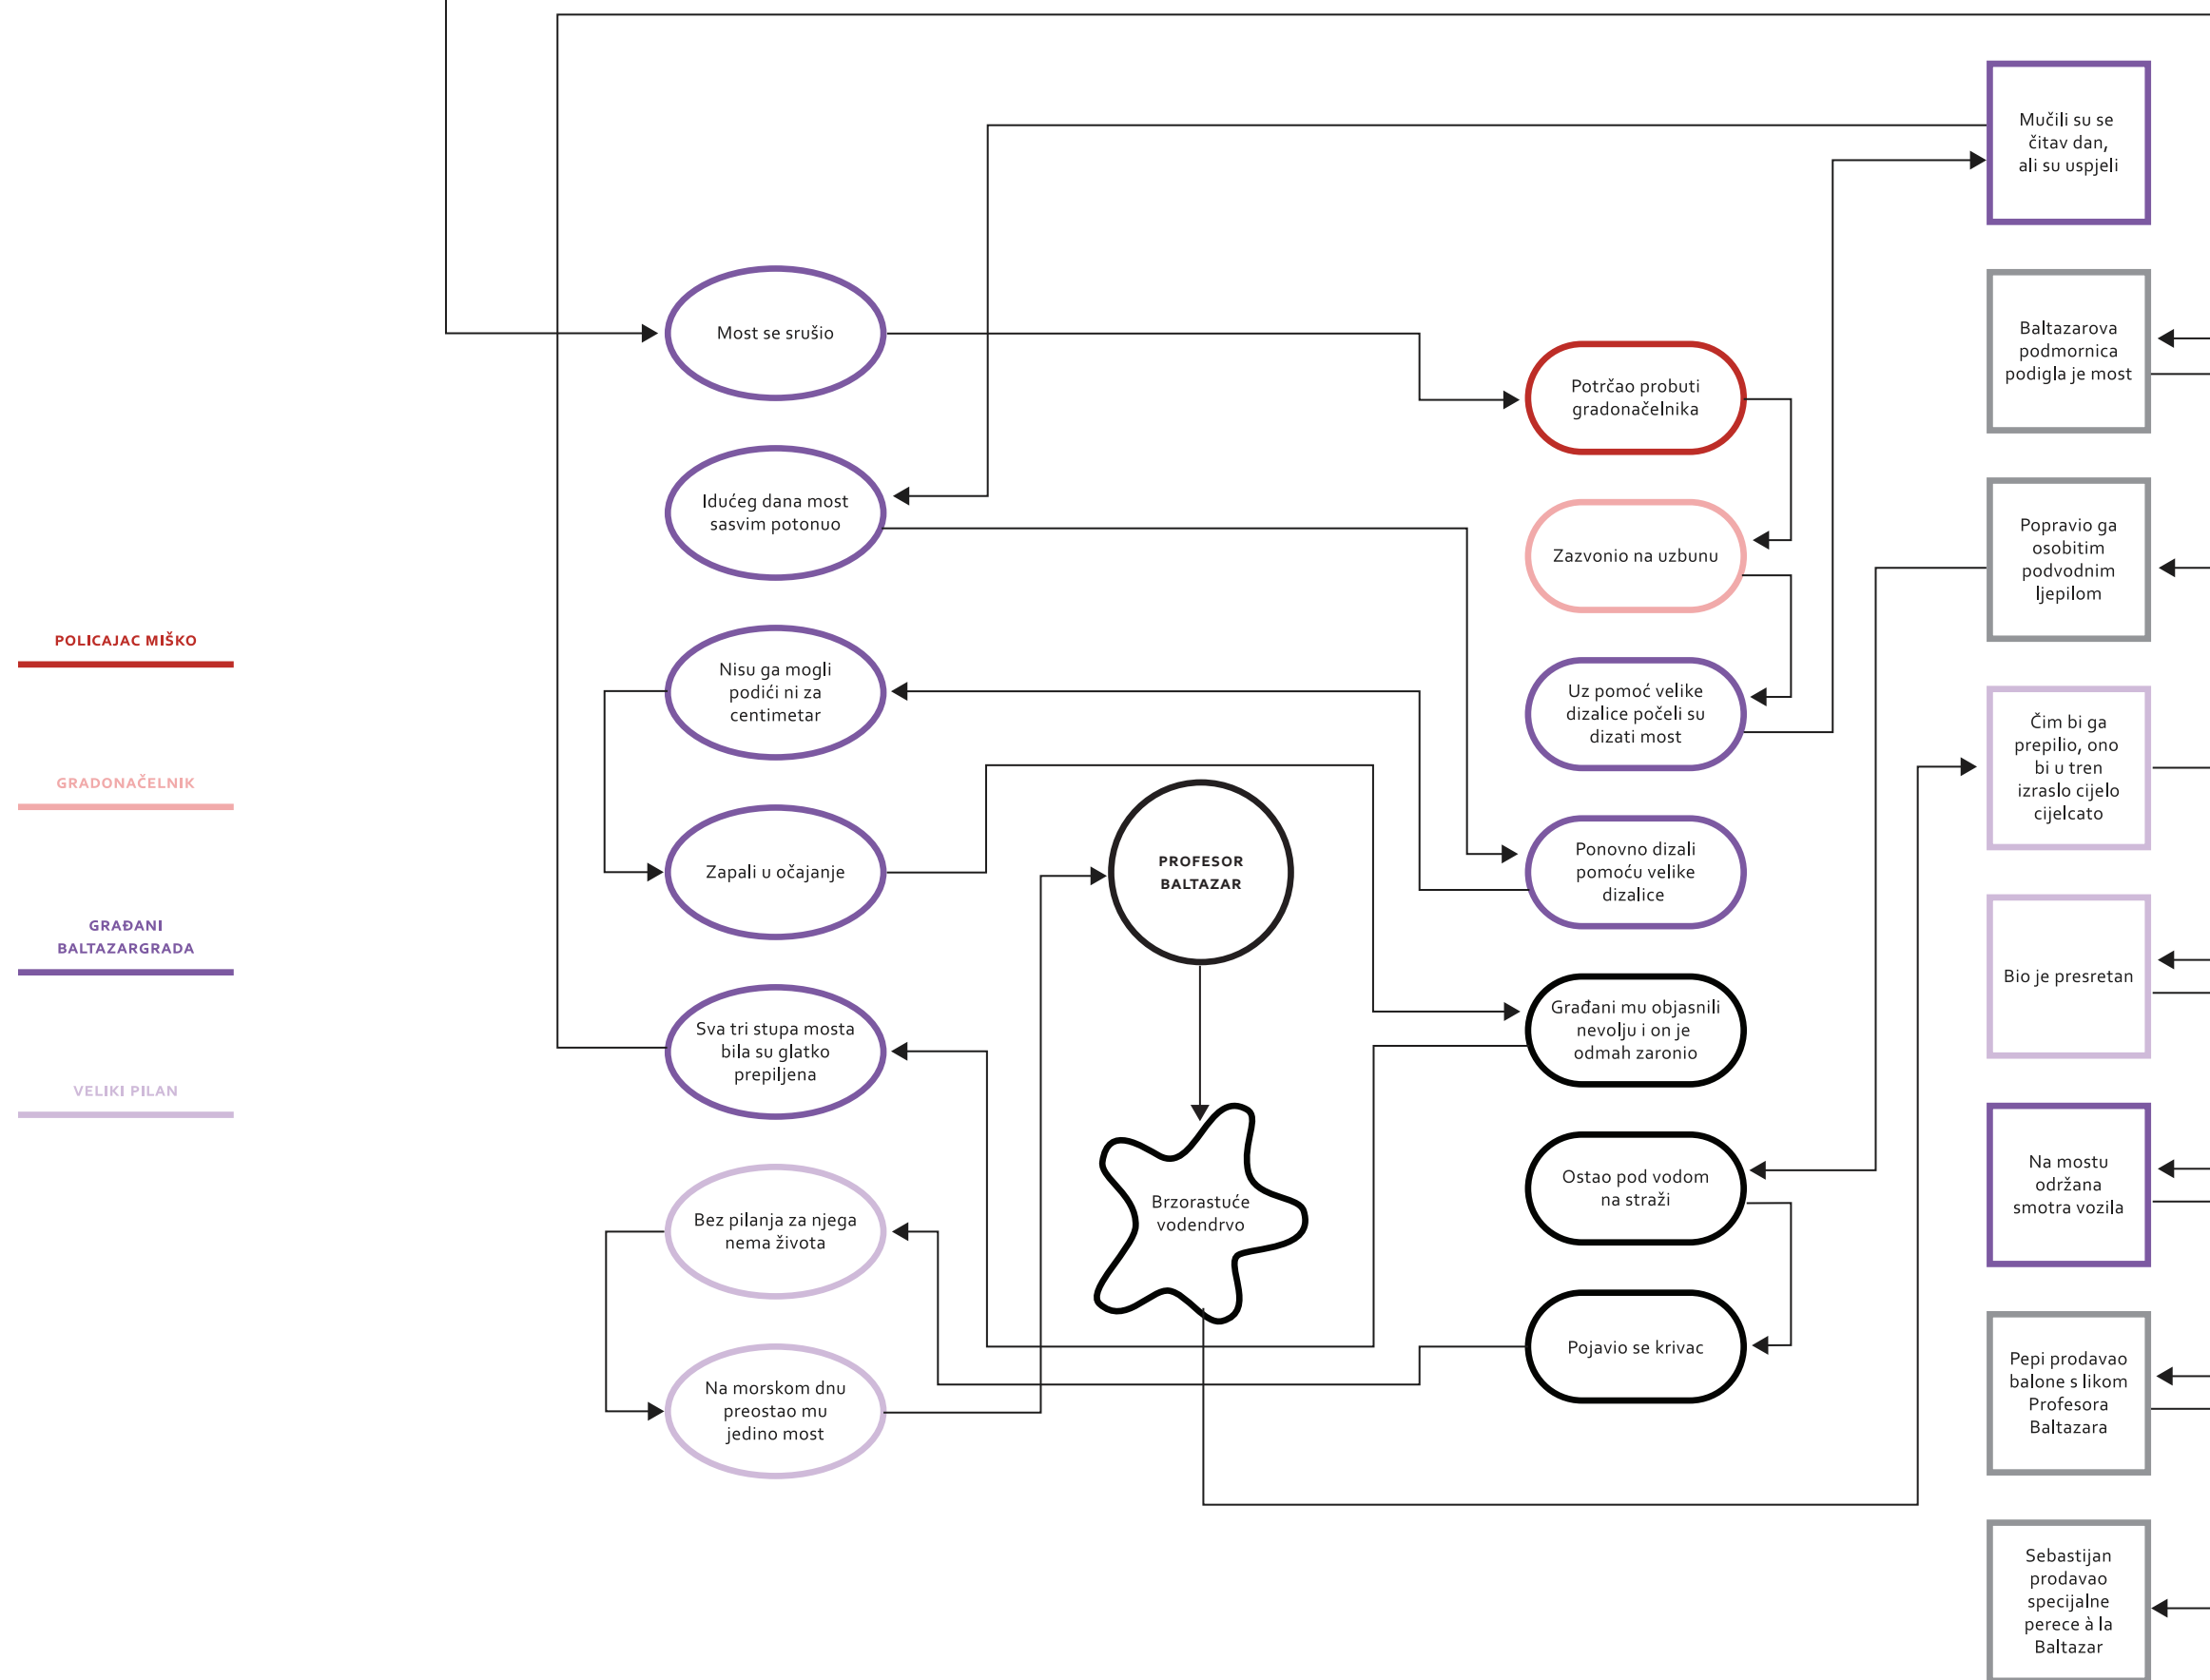 POLICAJAC MIŠKO
GRADONAČELNIK
GRAĐANI
BALTAZARGRADA
VELIKI PILAN
Most se srušio
Idućeg dana most
sasvim potonuo
Nisu ga mogli
podići ni za
centimetar
Zapali u očajanje
Sva tri stupa mosta
bila su glatko
prepiljena
Bez pilanja za njega
nema života
Na morskom dnu
preostao mu
jedino most
PROFESOR
BALTAZAR
Brzorastuće
vodendrvo
Potrčao probuti
gradonačelnika
Zazvonio na uzbunu
Uz pomoć velike
dizalice počeli su
dizati most
Ponovno dizali
pomoću velike
dizalice
Građani mu objasnili
nevolju i on je
odmah zaronio
Ostao pod vodom
na straži
Pojavio se krivac
Mučili su se
čitav dan,
ali su uspjeli
Baltazarova
podmornica
podigla je most
Popravio ga
osobitim
podvodnim
ljepilom
Čim bi ga
prepilio, ono
bi u tren
izraslo cijelo
cijelcato
Bio je presretan
Na mostu
održana
smotra vozila
Pepi prodavao
balone s likom
Profesora
Baltazara
Sebastijan
prodavao
specijalne
perece à la
Baltazar